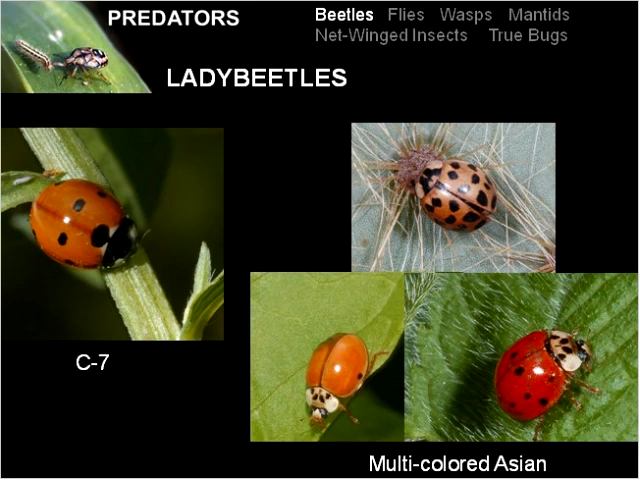 PREDATORS
Beetles Flies Wasps Mantids
Net-Winged Insects True Bugs
LADYBEETLES
C-7
Multi-colored Asian